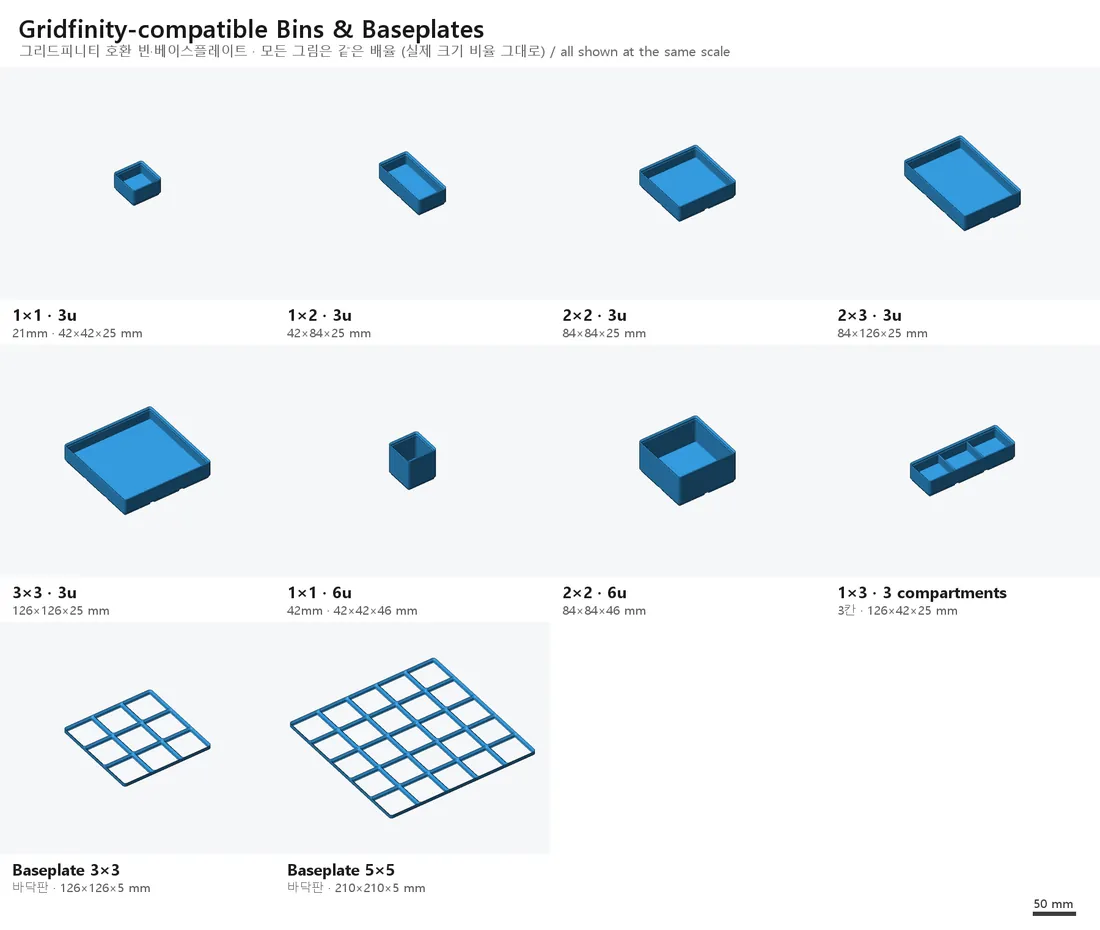 Gridfinity-compatible Bins & Baseplates
그리드피니티 호환 빈·베이스플레이트 · 모든 그림은 같은 배율 (실제 크기 비율 그대로) / all shown at the same scale
1×1 · 3u
21mm · 42×42×25 mm
1×2 · 3u
42×84×25 mm
2×2 · 3u
84×84×25 mm
2×3 · 3u
84×126×25 mm
3×3 · 3u
126×126×25 mm
1×1 · 6u
42mm · 42×42×46 mm
2×2 · 6u
84×84×46 mm
1×3 · 3 compartments
3칸 · 126×42×25 mm
Baseplate 3×3
바닥판 · 126×126×5 mm
Baseplate 5×5
바닥판 · 210×210×5 mm
50 mm